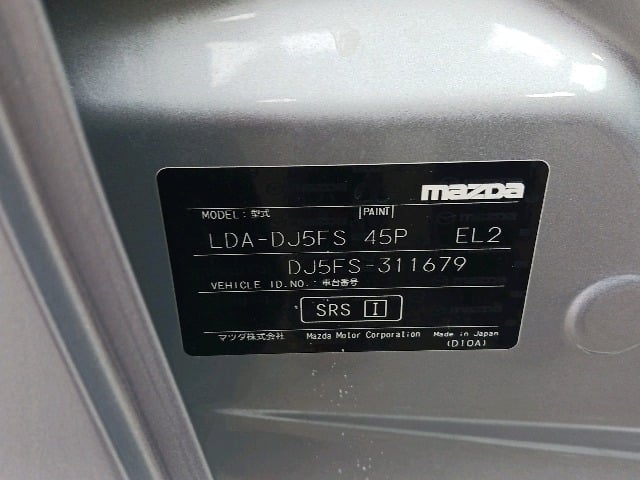 mazda
MODEL：型式 PAINT
LDA-DJ5FS 45P EL2
DJ5FS-311679
VEHICLE ID.NO.：車台番号
SRS I
マツダ株式会社 Mazda Motor Corporation Made in Japan
(D10A)